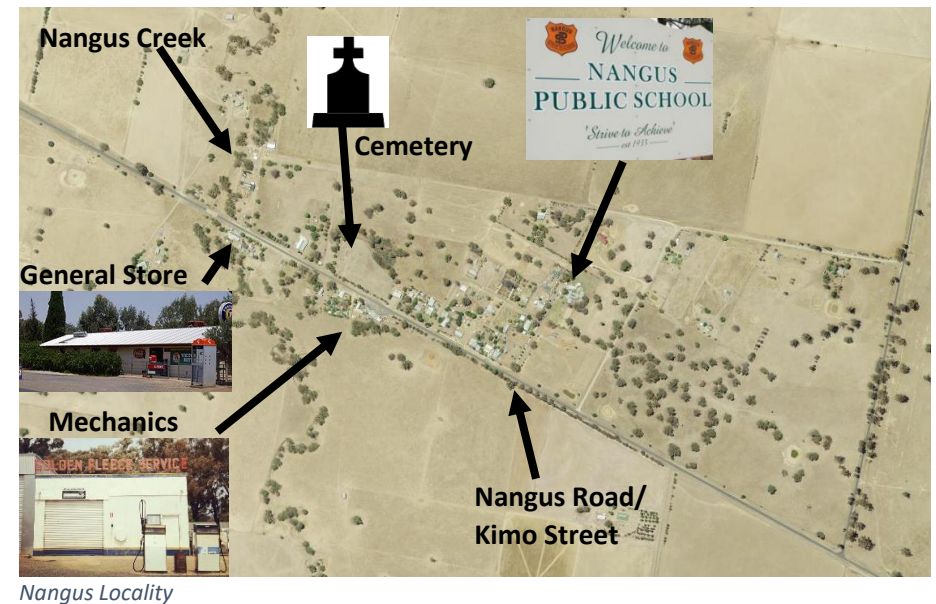 Nangus Creek
Cemetery
Welcome to
NANGUS
PUBLIC SCHOOL
'Strive to Achieve'
est 1935
General Store
Mechanics
GOLDEN FLEECE SERVICE
Nangus Road/
Kimo Street
Nangus Locality